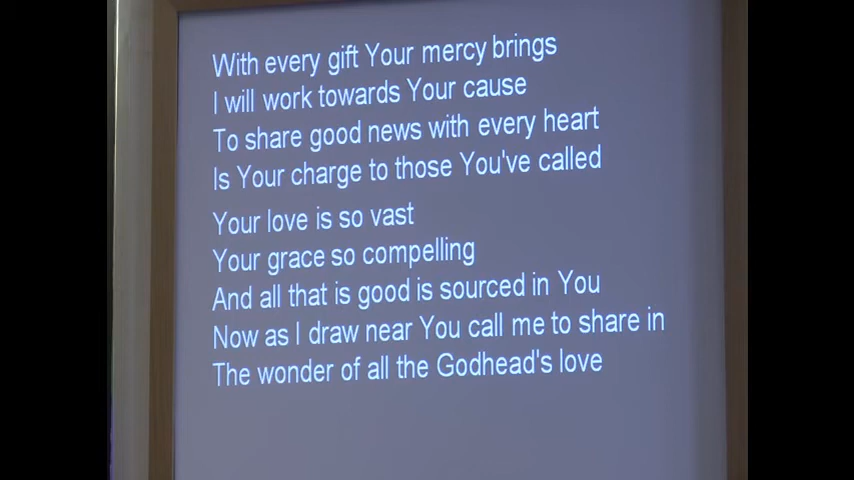 With every gift Your mercy brings
I will work towards Your cause
To share good news with every heart
Is Your charge to those You've called
Your love is so vast
Your grace so compelling
And all that is good is sourced in You
Now as I draw near You call me to share in
The wonder of all the Godhead's love